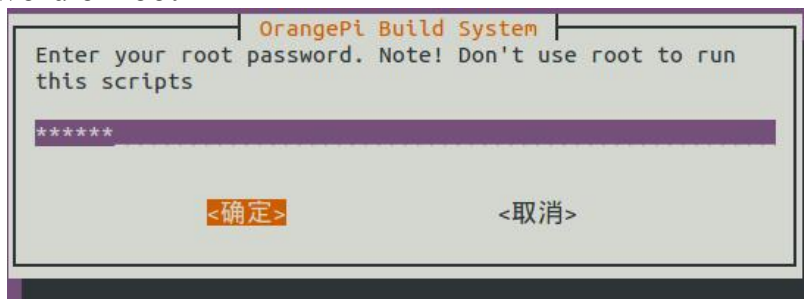 OrangePi Build System
Enter your root password. Note! Don't use root to run
this scripts
******
<确定> <取消>